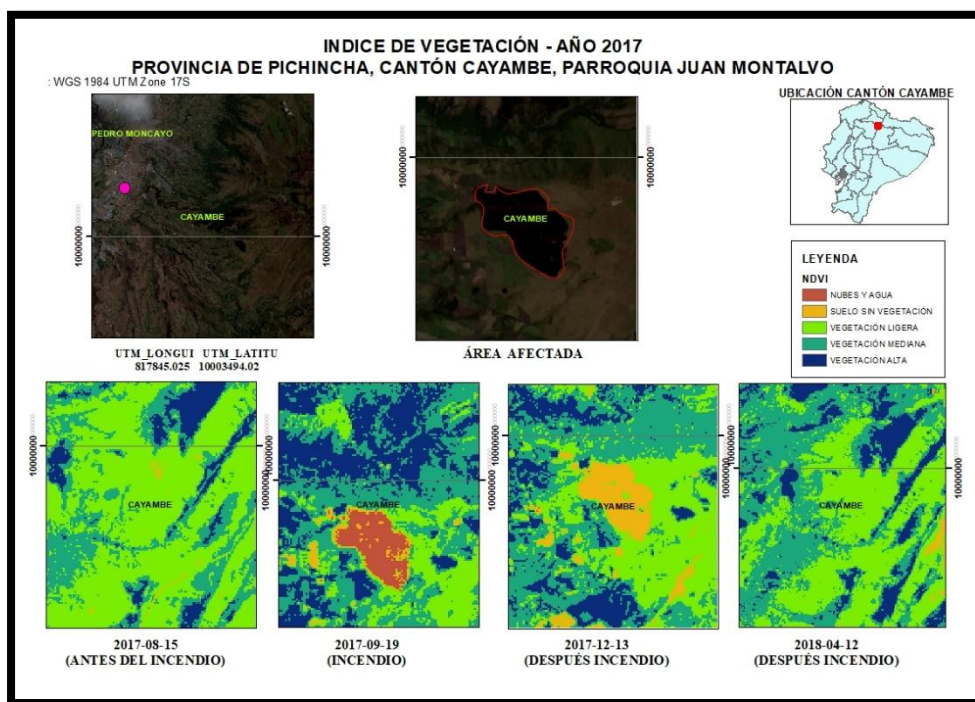 INDICE DE VEGETACIÓN - AÑO 2017
PROVINCIA DE PICHINCHA, CANTÓN CAYAMBE, PARROQUIA JUAN MONTALVO
: WGS 1984 UTM Zone 17S
UBICACIÓN CANTÓN CAYAMBE
PEDRO MONCAYO
CAYAMBE
10000000
10000000
CAYAMBE
10000000
10000000
LEYENDA
NDVI
NUBES Y AGUA
SUELO SIN VEGETACIÓN
VEGETACIÓN LIGERA
VEGETACIÓN MEDIANA
VEGETACIÓN ALTA
UTM_LONGUI UTM_LATITU
817845.025 10003494.02
ÁREA AFECTADA
CAYAMBE
10000000
10000000
CAYAMBE
10000000
CAYAMBE
10000000
10000000
CAYAMBE
10000000
2017-08-15
(ANTES DEL INCENDIO)
2017-09-19
(INCENDIO)
2017-12-13
(DESPUÉS INCENDIO)
2018-04-12
(DESPUÉS INCENDIO)